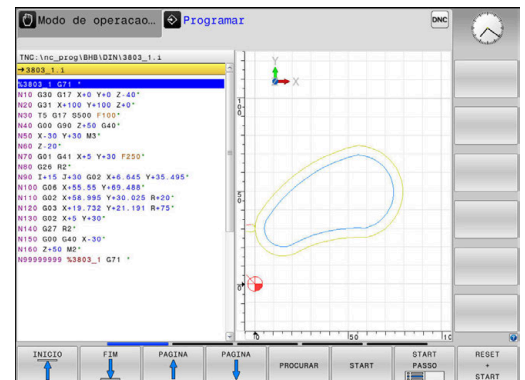 Modo de operacao... Programar
DNC
TNC:\nc_prog\BHB\DIN\3803_1.i
→3803_1.i
%3803_1 G71 *
N10 G30 G17 X+0 Y+0 Z-40*
N20 G31 X+100 Y+100 Z+0*
N30 T5 G17 S500 F100*
N40 G00 G90 Z+50 G40*
N50 X-30 Y+30 M3*
N60 Z-20*
N70 G01 G41 X+5 Y+30 F250*
N80 G26 R2*
N90 I+15 J+30 G02 X+6.645 Y+35.495*
N100 G06 X+55.55 Y+69.488*
N110 G02 X+58.995 Y+30.025 R+20*
N120 G03 X+19.732 Y+21.191 R+75*
N130 G02 X+5 Y+30*
N140 G27 R2*
N150 G00 G40 X-30*
N160 Z+50 M2*
N99999999 %3803_1 G71 *
Y
X
100
50
0
0
50
INICIO
FIM
PAGINA
PAGINA
PROCURAR
START
START PASSO
RESET + START